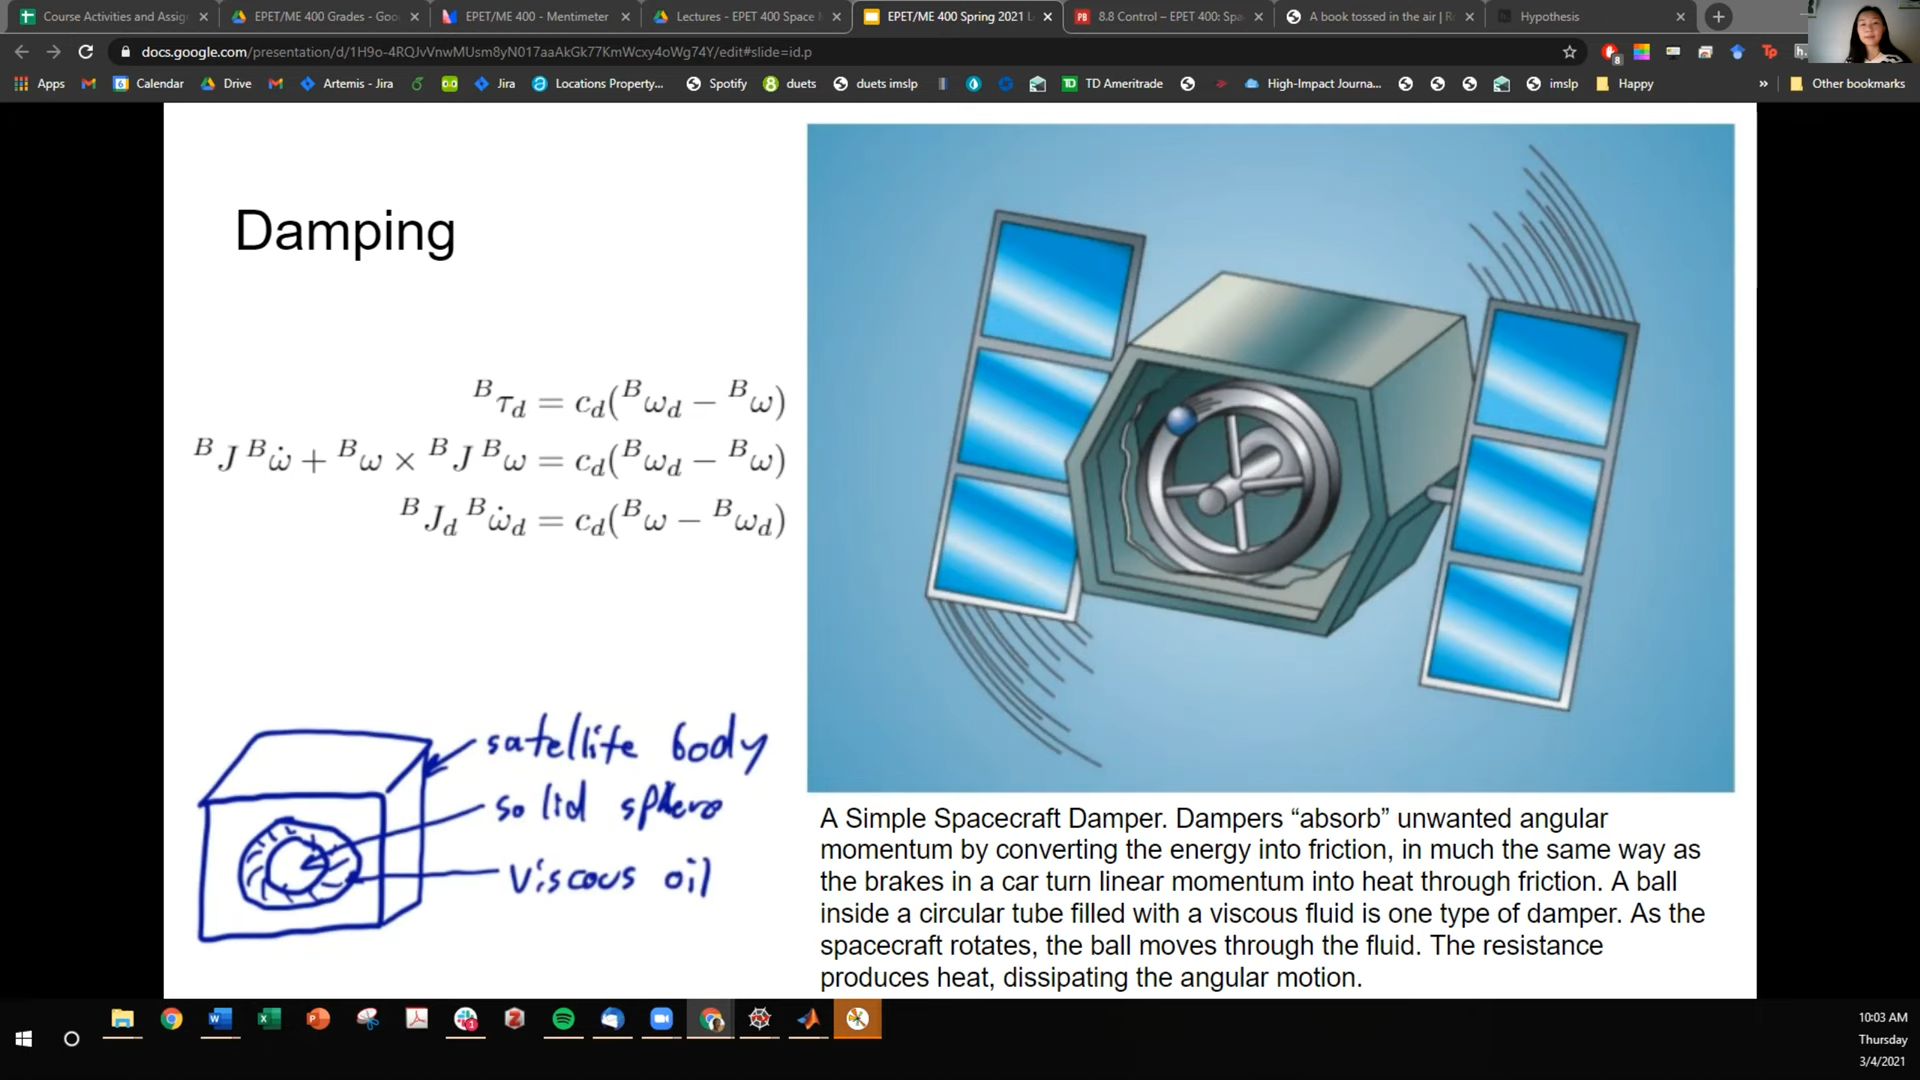 Course Activities and Assig
EPET/ME 400 Grades - Goo
EPET/ME 400 - Mentimeter
Lectures - EPET 400 Space
EPET/ME 400 Spring 2021 L
8.8 Control – EPET 400: Spa
A book tossed in the air | R
Hypothesis
docs.google.com/presentation/d/1H9o-4RQJvVnwMUsm8yN017aaAkGk77KmWcxy4oWg74Y/edit#slide=id.p
Apps
Calendar
Drive
Artemis - Jira
Jira
Locations Property...
Spotify
duets
duets imslp
TD Ameritrade
High-Impact Journa...
imslp
Happy
»
Other bookmarks
Damping
ᴮτ_d = c_d(ᴮω_d − ᴮω)
ᴮJ ᴮω̇ + ᴮω × ᴮJ ᴮω = c_d(ᴮω_d − ᴮω)
ᴮJ_d ᴮω̇_d = c_d(ᴮω − ᴮω_d)
satellite body
solid sphere
viscous oil
A Simple Spacecraft Damper. Dampers “absorb” unwanted angular
momentum by converting the energy into friction, in much the same way as
the brakes in a car turn linear momentum into heat through friction. A ball
inside a circular tube filled with a viscous fluid is one type of damper. As the
spacecraft rotates, the ball moves through the fluid. The resistance
produces heat, dissipating the angular motion.
10:03 AM
Thursday
3/4/2021